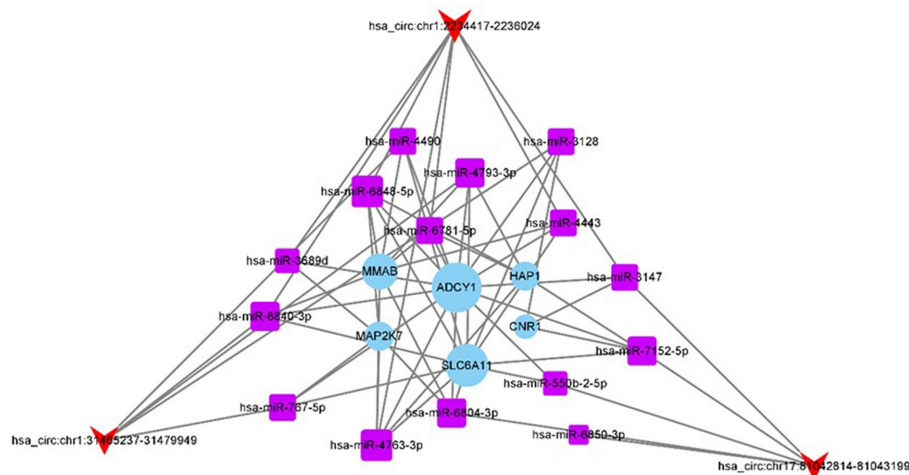 hsa_circ:chr1:2234417-2236024
hsa-miR-4490
hsa-miR-3128
hsa-miR-4793-3p
hsa-miR-6848-5p
hsa-miR-4443
hsa-miR-6781-5p
hsa-miR-3689d
MMAB
HAP1
hsa-miR-3147
ADCY1
hsa-miR-6840-3p
CNR1
MAP2K7
hsa-miR-7152-5p
SLC6A11
hsa-miR-550b-2-5p
hsa-miR-767-5p
hsa-miR-6804-3p
hsa-miR-6850-3p
hsa_circ:chr1:31465237-31479949
hsa-miR-4763-3p
hsa_circ:chr17:81042814-81043199